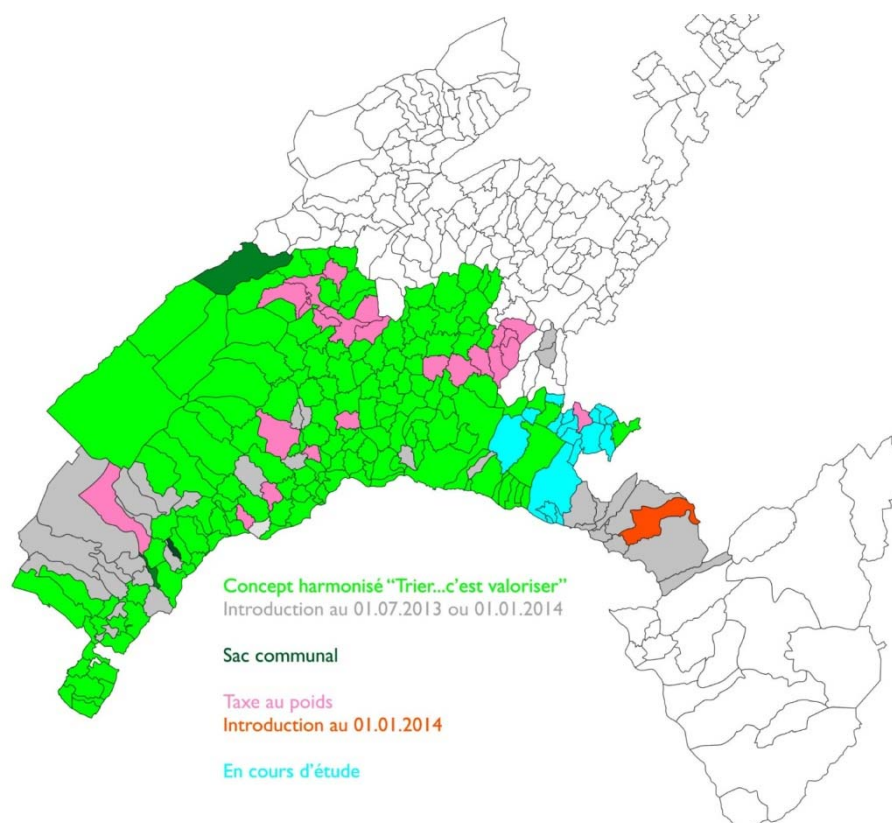 Concept harmonisé “Trier...c’est valoriser”
Introduction au 01.07.2013 ou 01.01.2014
Sac communal
Taxe au poids
Introduction au 01.01.2014
En cours d’étude